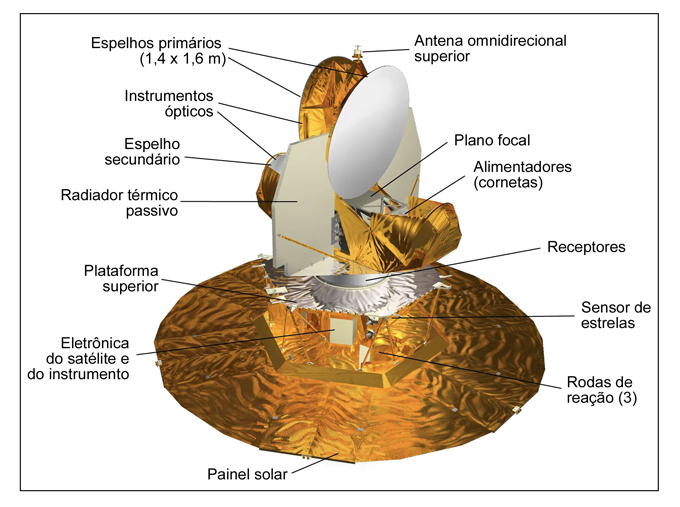 Espelhos primários
(1,4 x 1,6 m)
Antena omnidirecional
superior
Instrumentos
ópticos
Plano focal
Espelho
secundário
Alimentadores
(cornetas)
Radiador térmico
passivo
Receptores
Plataforma
superior
Sensor de
estrelas
Eletrônica
do satélite e
do instrumento
Rodas de
reação (3)
Painel solar